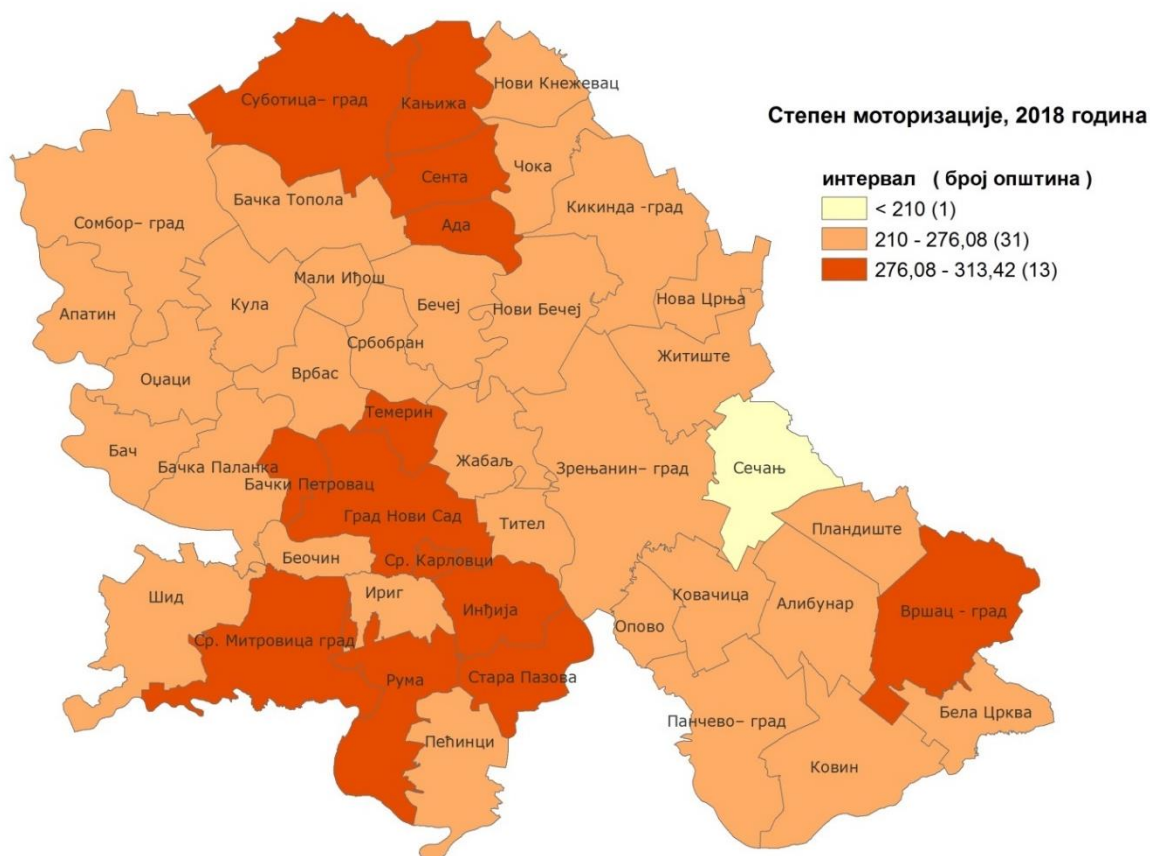 Степен моторизације, 2018 година
интервал ( број општина )
< 210 (1)
210 - 276,08 (31)
276,08 - 313,42 (13)
Суботица– град
Кањижа
Нови Кнежевац
Сента
Чока
Бачка Топола
Ада
Кикинда -град
Сомбор– град
Мали Иђош
Бечеј
Нови Бечеј
Нова Црња
Апатин
Кула
Србобран
Житиште
Оџаци
Врбас
Темерин
Бач
Бачка Паланка
Жабаљ
Зрењанин– град
Сечањ
Бачки Петровац
Град Нови Сад
Тител
Пландиште
Беочин
Ср. Карловци
Шид
Ириг
Инђија
Ковачица
Алибунар
Вршац - град
Опово
Ср. Митровица град
Рума
Стара Пазова
Бела Црква
Панчево– град
Пећинци
Ковин